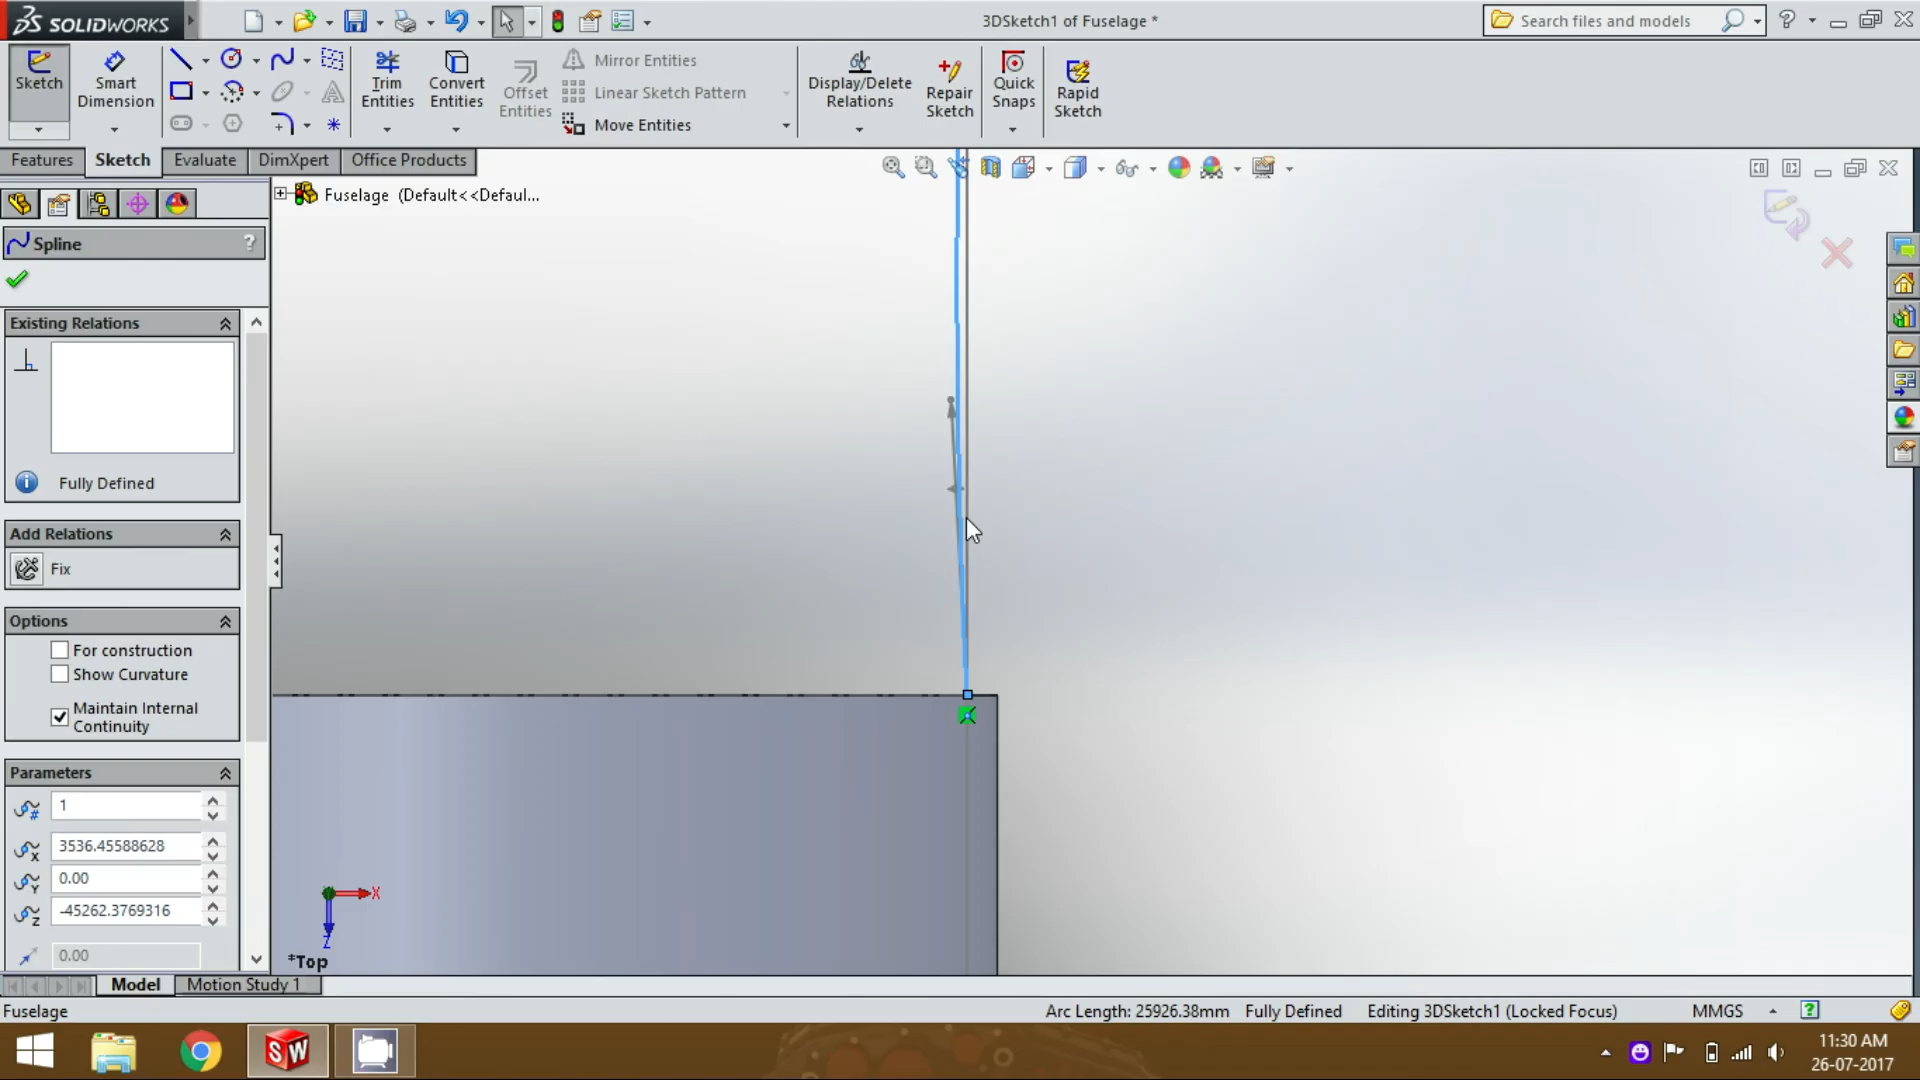 SOLIDWORKS
3DSketch1 of Fuselage *
Search files and models
?
Sketch
Smart
Dimension
Trim
Entities
Convert
Entities
Offset
Entities
Mirror Entities
Linear Sketch Pattern
Move Entities
Display/Delete
Relations
Repair
Sketch
Quick
Snaps
Rapid
Sketch
Features
Sketch
Evaluate
DimXpert
Office Products
Fuselage (Default<<Defaul...
Spline
?
Existing Relations
Fully Defined
Add Relations
Fix
Options
For construction
Show Curvature
Maintain Internal
Continuity
Parameters
1
3536.45588628
0.00
-45262.3769316
0.00
X
Z
*Top
Model
Motion Study 1
Fuselage
Arc Length: 25926.38mm
Fully Defined
Editing 3DSketch1 (Locked Focus)
MMGS
?
SW
11:30 AM
26-07-2017